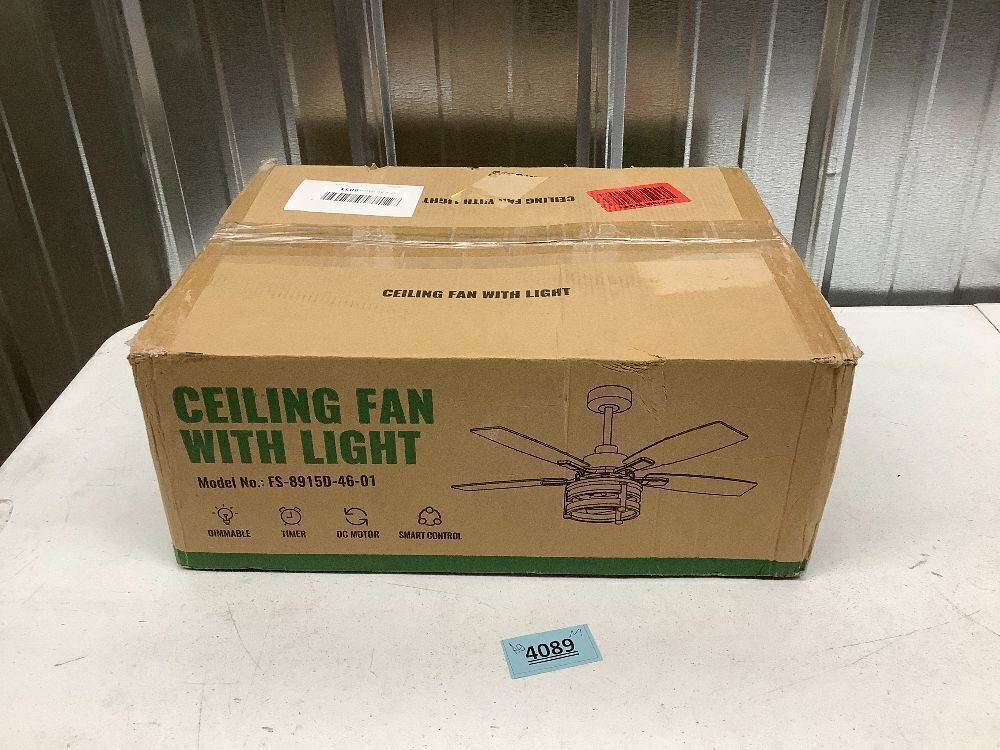 CEILING FAN WITH LIGHT
CEILING FAN WITH LIGHT
CEILING FAN
WITH LIGHT
Model No.: FS-8915D-46-01
DIMMABLE TIMER DC MOTOR SMART CONTROL
4089